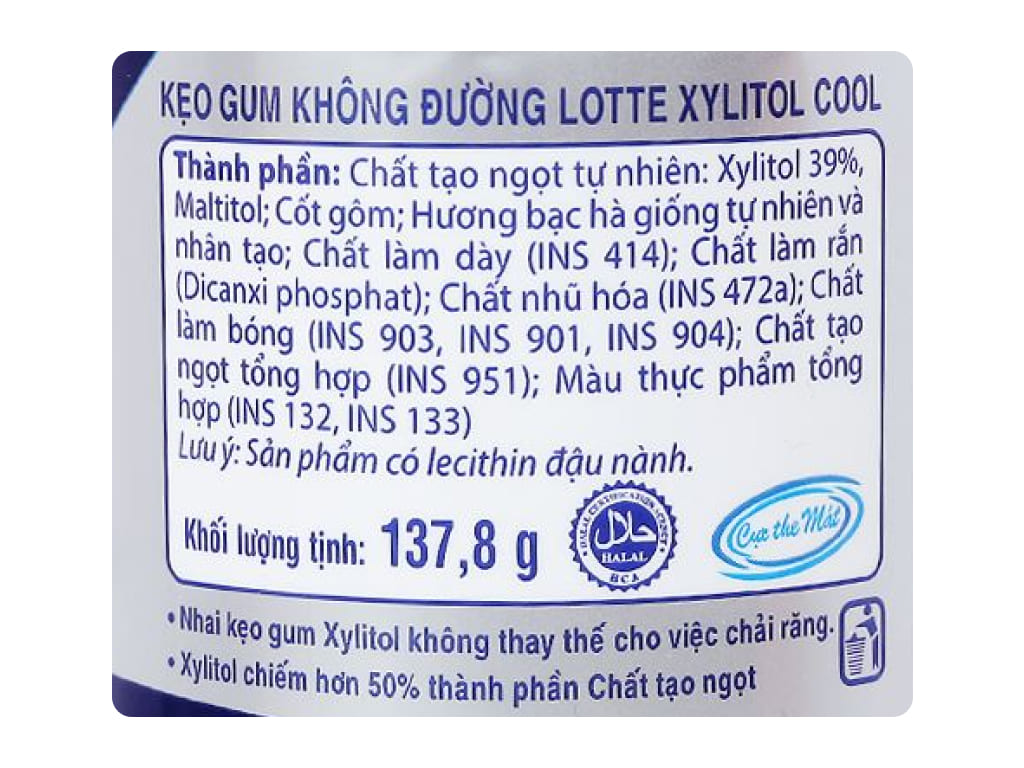 KẸO GUM KHÔNG ĐƯỜNG LOTTE XYLITOL COOL
Thành phần: Chất tạo ngọt tự nhiên: Xylitol 39%,
Maltitol; Cốt gôm; Hương bạc hà giống tự nhiên và
nhân tạo; Chất làm dày (INS 414); Chất làm rắn
(Dicanxi phosphat); Chất nhũ hóa (INS 472a); Chất
làm bóng (INS 903, INS 901, INS 904); Chất tạo
ngọt tổng hợp (INS 951); Màu thực phẩm tổng
hợp (INS 132, INS 133)
Lưu ý: Sản phẩm có lecithin đậu nành.
Khối lượng tịnh: 137,8 g
HALAL CERTIFICATION AGENCY
حلال
HALAL
HCA
Cực the Mát
• Nhai kẹo gum Xylitol không thay thế cho việc chải răng.
• Xylitol chiếm hơn 50% thành phần Chất tạo ngọt